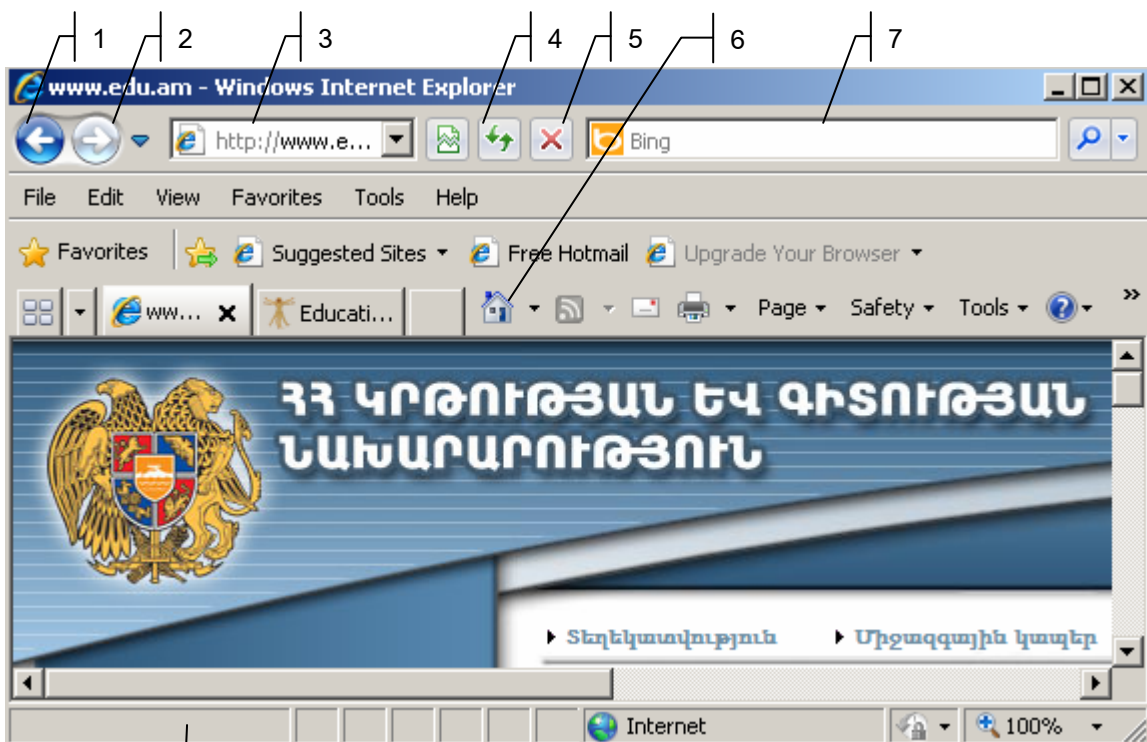 1 2 3 4 5 6 7
www.edu.am - Windows Internet Explorer
http://www.e... Bing
File Edit View Favorites Tools Help
Favorites Suggested Sites Free Hotmail Upgrade Your Browser
ww... Educati... Page Safety Tools »
ՀՀ ԿՐԹՈՒԹՅԱՆ ԵՎ ԳԻՏՈՒԹՅԱՆ
ՆԱԽԱՐԱՐՈՒԹՅՈՒՆ
Տեղեկատվություն Միջազգային կապեր
Internet 100%